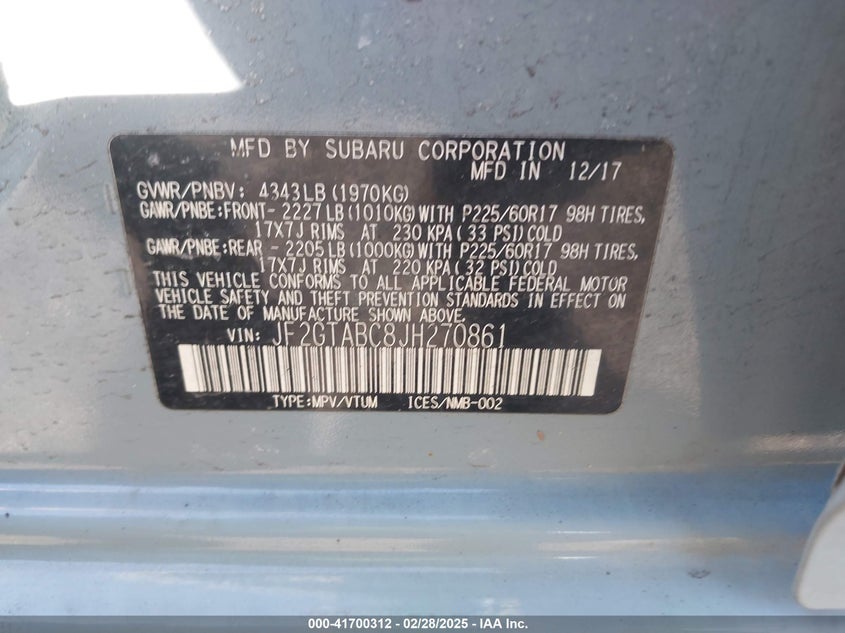 MFD BY SUBARU CORPORATION
MFD IN 12/17
GVWR/PNBV: 4343LB (1970KG)
GAWR/PNBE:FRONT- 2227LB (1010KG) WITH P225/60R17 98H TIRES,
17X7J RIMS AT 230 KPA (33 PSI) COLD
GAWR/PNBE:REAR - 2205LB (1000KG) WITH P225/60R17 98H TIRES,
17X7J RIMS AT 220 KPA (32 PSI) COLD
THIS VEHICLE CONFORMS TO ALL APPLICABLE FEDERAL MOTOR
VEHICLE SAFETY AND THEFT PREVENTION STANDARDS IN EFFECT ON
THE DATE OF MANUFACTURE SHOWN ABOVE.
VIN: JF2GTABC8JH270861
TYPE:MPV/VTUM ICES/NMB-002
000-41700312 / 02/28/2025 - IAA Inc.